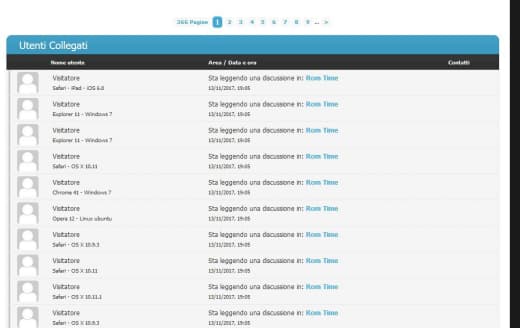 366 Pagine 1 2 3 4 5 6 7 8 9 ... >
Utenti Collegati
Nome utente Area / Data e ora Contatti
Visitatore Sta leggendo una discussione in: Rom Time
Safari - iPad - iOS 6.0 13/11/2017, 19:05
Visitatore Sta leggendo una discussione in: Rom Time
Explorer 11 - Windows 7 13/11/2017, 19:05
Visitatore Sta leggendo una discussione in: Rom Time
Explorer 11 - Windows 7 13/11/2017, 19:05
Visitatore Sta leggendo una discussione in: Rom Time
Safari - OS X 10.11 13/11/2017, 19:05
Visitatore Sta leggendo una discussione in: Rom Time
Chrome 41 - Windows 7 13/11/2017, 19:05
Visitatore Sta leggendo una discussione in: Rom Time
Opera 12 - Linux ubuntu 13/11/2017, 19:05
Visitatore Sta leggendo una discussione in: Rom Time
Safari - OS X 10.9.3 13/11/2017, 19:05
Visitatore Sta leggendo una discussione in: Rom Time
Safari - OS X 10.11 13/11/2017, 19:05
Visitatore Sta leggendo una discussione in: Rom Time
Safari - OS X 10.11.1 13/11/2017, 19:05
Visitatore Sta leggendo una discussione in: Rom Time
Safari - OS X 10.9.3 13/11/2017, 19:05